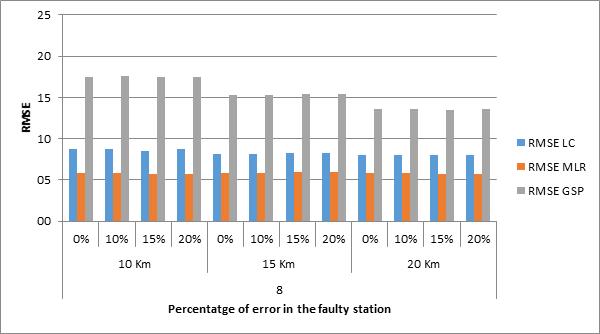 25
20
15
10
05
00
RMSE
RMSE LC
RMSE MLR
RMSE GSP
0% 10% 15% 20% 0% 10% 15% 20% 0% 10% 15% 20%
10 Km 15 Km 20 Km
8
Percentatge of error in the faulty station